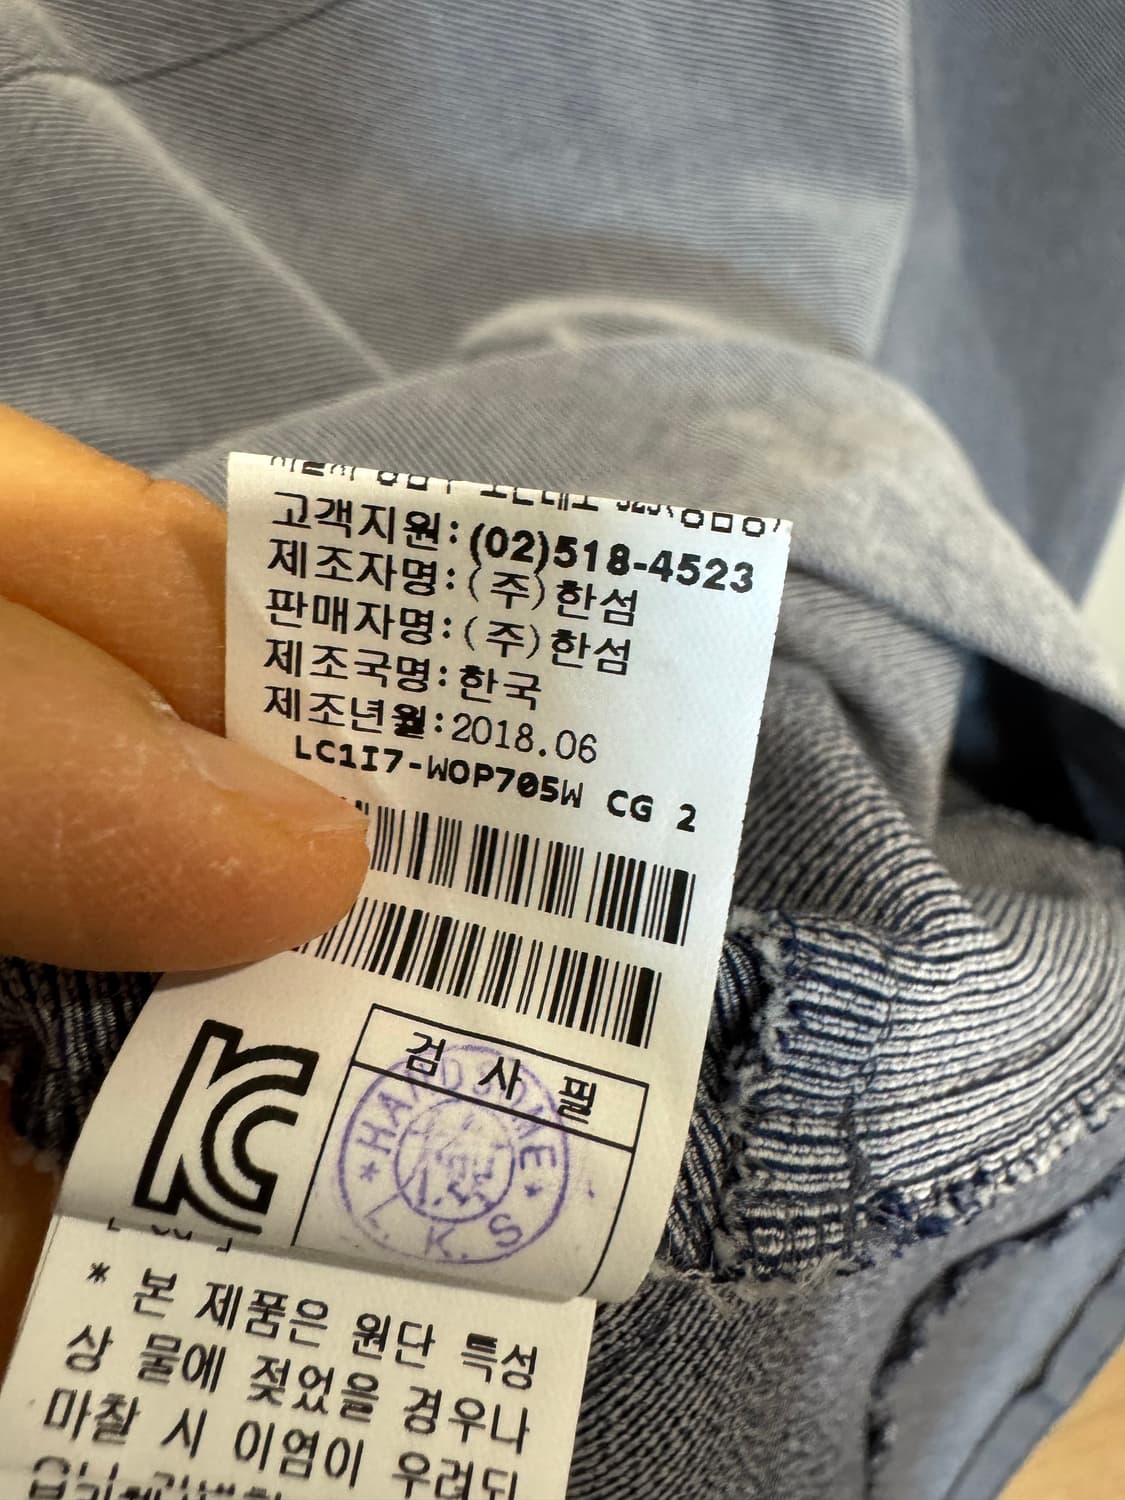 고객지원:(02)518-4523
제조자명:(주)한섬
판매자명:(주)한섬
제조국명:한국
제조년월:2018.06
LC1I7-WOP705W CG 2
검 사 필
HANDSOME
L.K.S
* 본 제품은 원단 특성
상 물에 젖었을 경우나
마찰 시 이염이 우려되